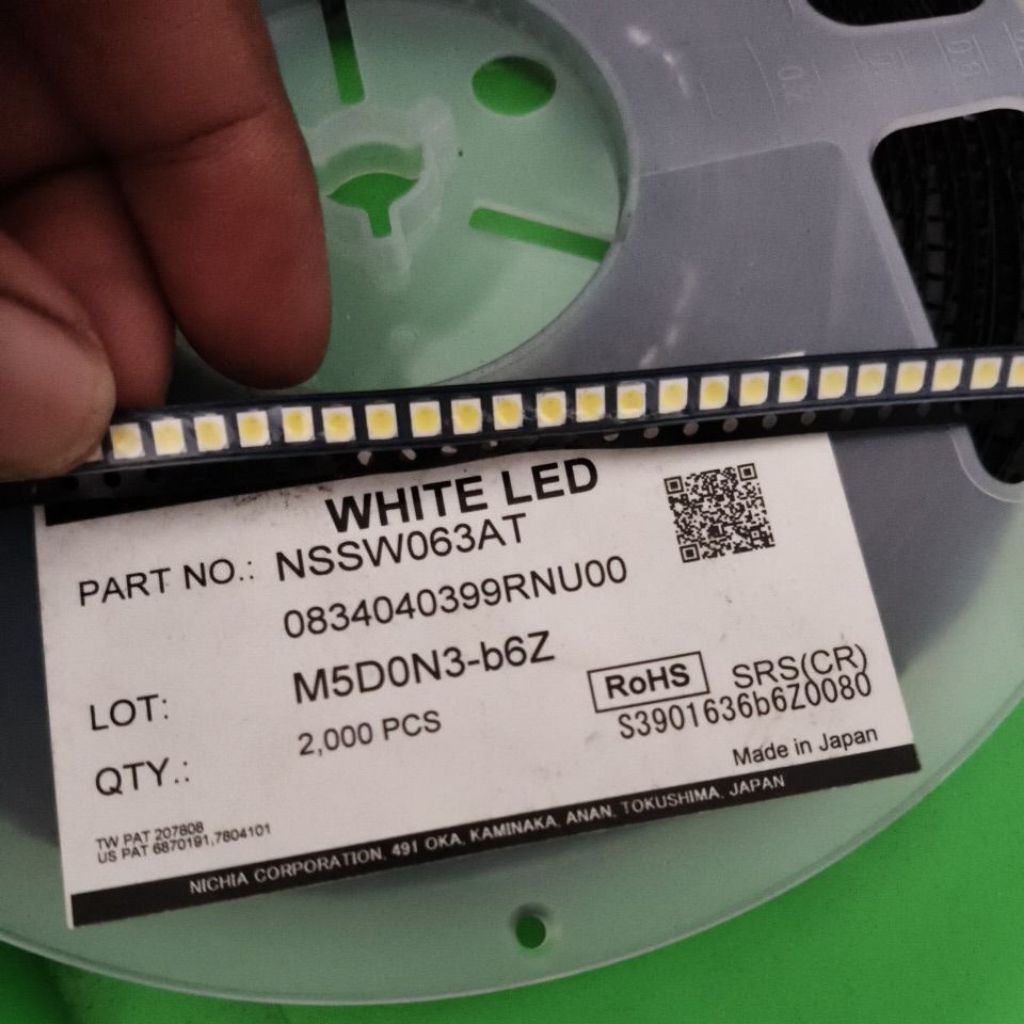 WHITE LED
PART NO.: NSSW063AT
0834040399RNU00
LOT: M5D0N3-b6Z
QTY.: 2,000 PCS
RoHS SRS(CR)
S3901636b6Z0080
Made in Japan
TW PAT 207808
US PAT 6870191,7804101
NICHIA CORPORATION, 491 OKA, KAMINAKA, ANAN, TOKUSHIMA, JAPAN